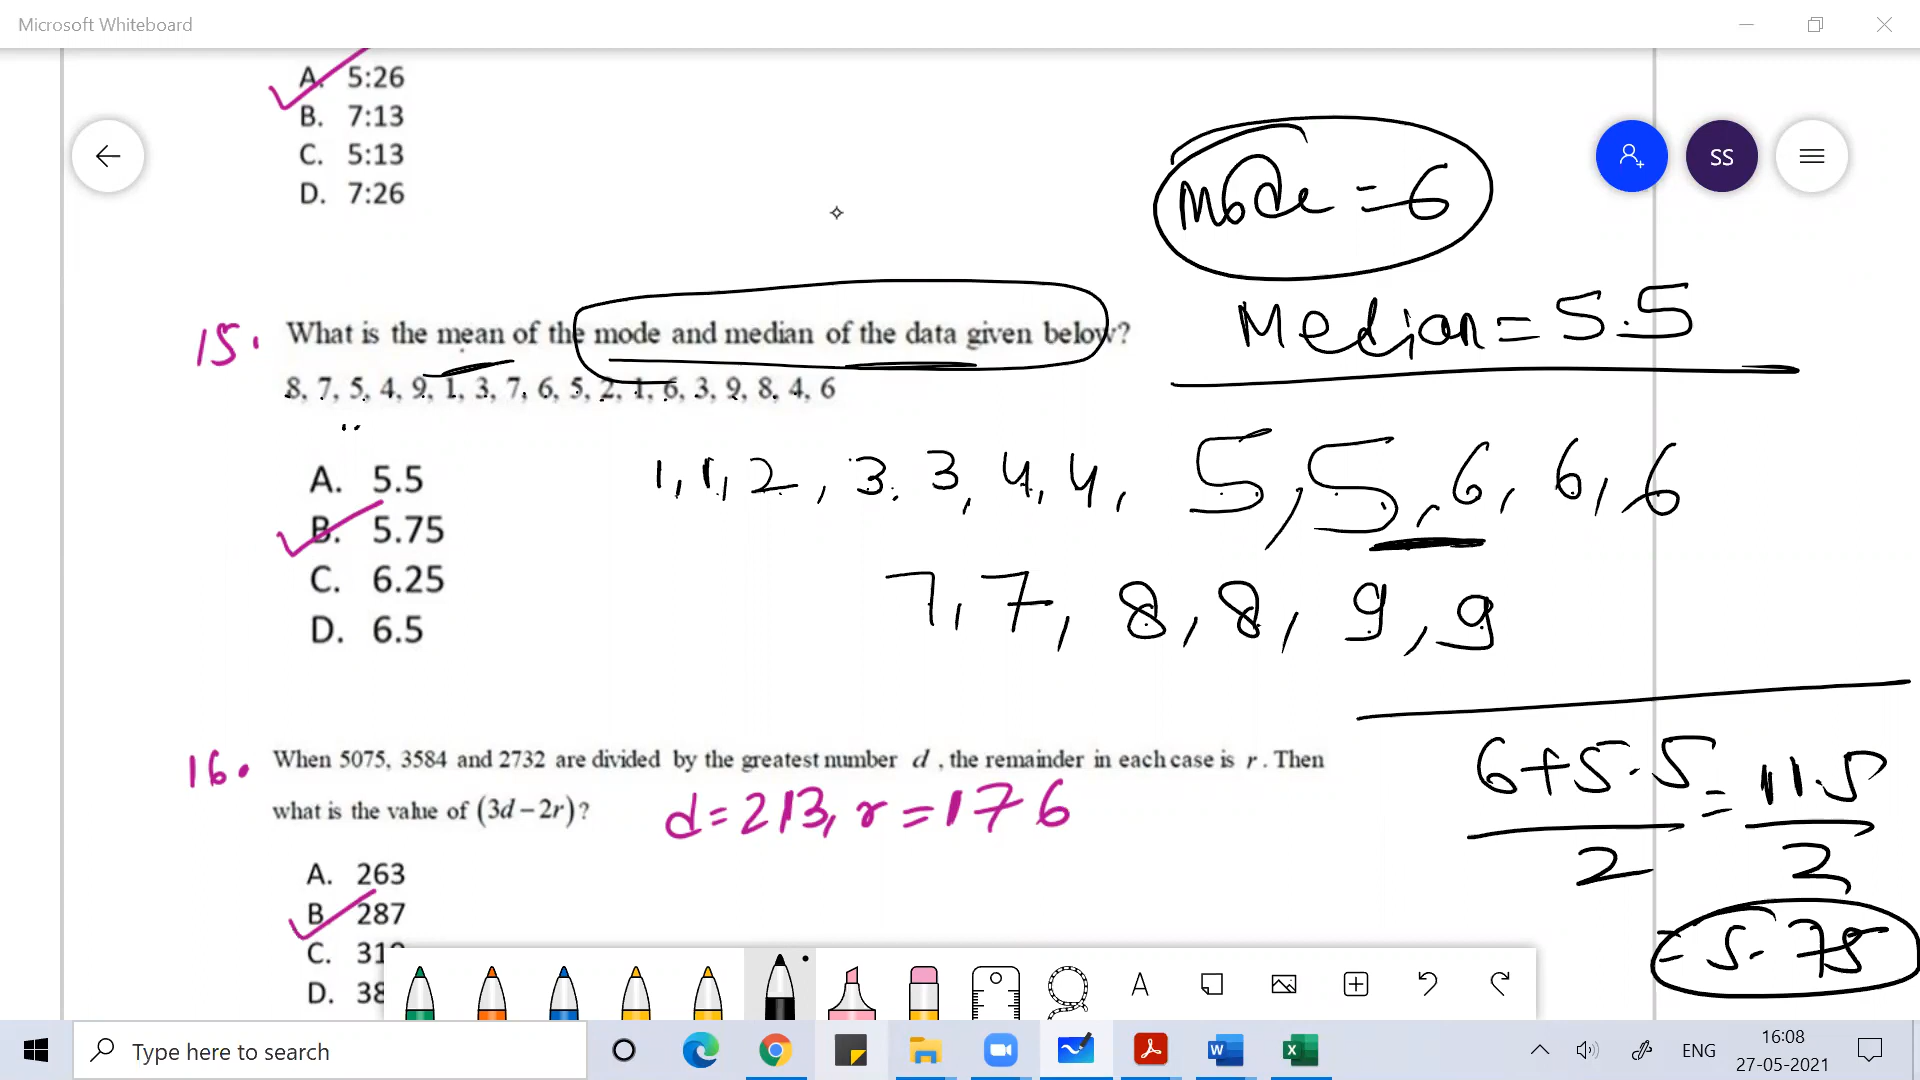 Microsoft Whiteboard
A. 5:26
B. 7:13
C. 5:13
D. 7:26
mode = 6
SS
Median = 5.5
15. What is the mean of the mode and median of the data given below?
8, 7, 5, 4, 9, 1, 3, 7, 6, 5, 2, 1, 6, 3, 9, 8, 4, 6
1, 1, 2, 3, 3, 4, 4, 5, 5, 6, 6, 6
A. 5.5
B. 5.75
C. 6.25
D. 6.5
7, 7, 8, 8, 9, 9
16. When 5075, 3584 and 2732 are divided by the greatest number d , the remainder in each case is r . Then
what is the value of (3d – 2r)? d = 213, r = 176
6+5.5 / 2 = 11.5 / 2
= 5.75
A. 263
B 287
C.
D.
Type here to search
ENG
16:08
27-05-2021